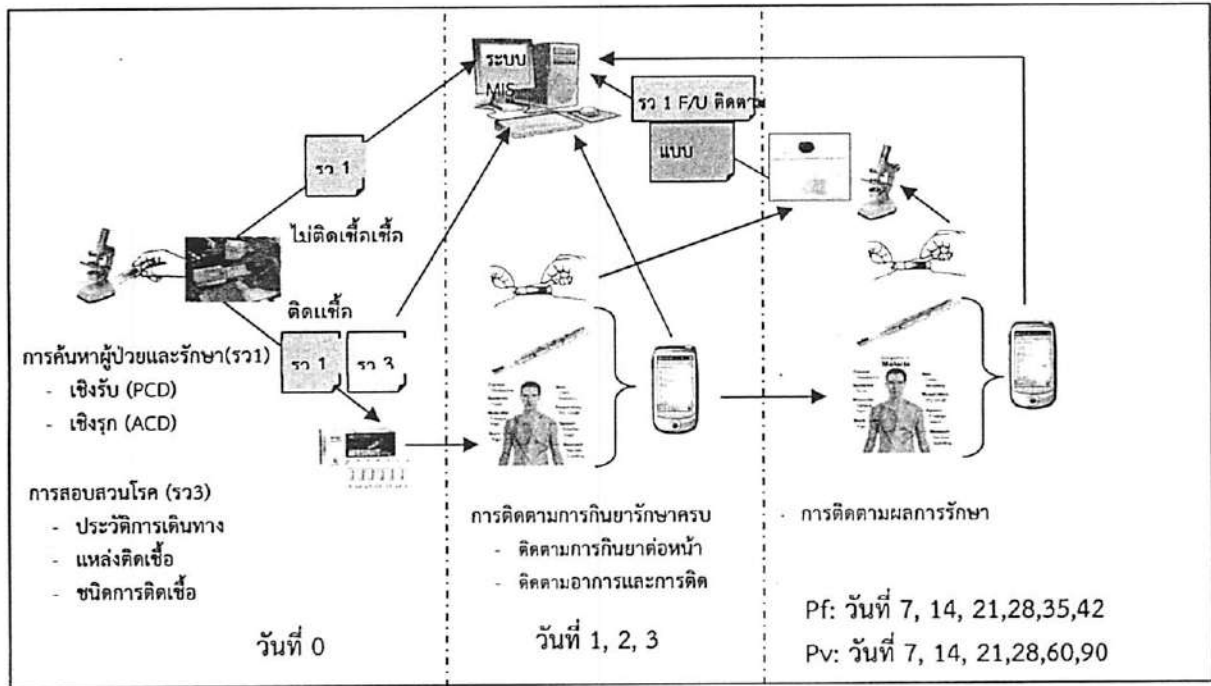 ระบบ
MIS
รว 1 F/U ติดตาม
แบบ
รว 1
ไม่ติดเชื้อเชื้อ
ติดเชื้อ
รว 1
รว 3
การค้นหาผู้ป่วยและรักษา(รว1)
- เชิงรับ (PCD)
- เชิงรุก (ACD)
การสอบสวนโรค (รว3)
- ประวัติการเดินทาง
- แหล่งติดเชื้อ
- ชนิดการติดเชื้อ
วันที่ 0
การติดตามการกินยารักษาครบ
- ติดตามการกินยาต่อหน้า
- ติดตามอาการและการติด
วันที่ 1, 2, 3
Malaria
- การติดตามผลการรักษา
Pf: วันที่ 7, 14, 21,28,35,42
Pv: วันที่ 7, 14, 21,28,60,90